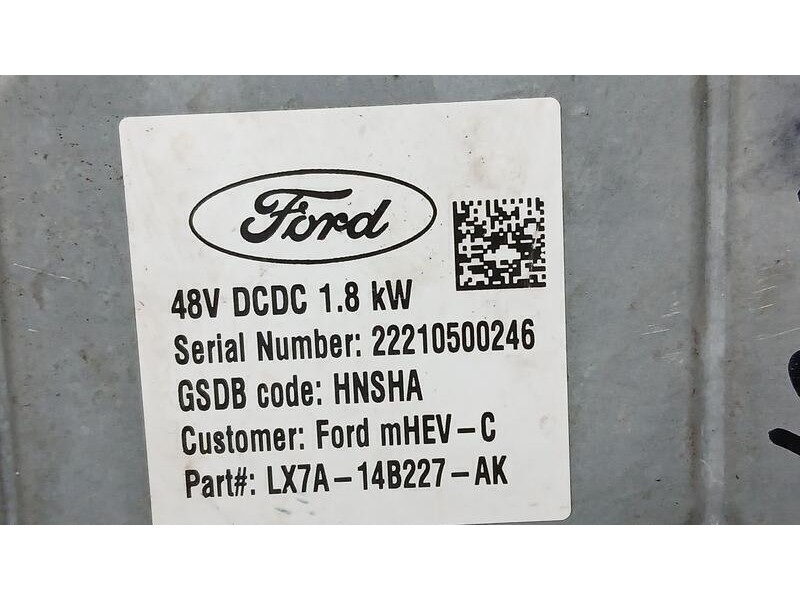 Ford
48V DCDC 1.8 kW
Serial Number: 22210500246
GSDB code: HNSHA
Customer: Ford mHEV-C
Part#: LX7A-14B227-AK